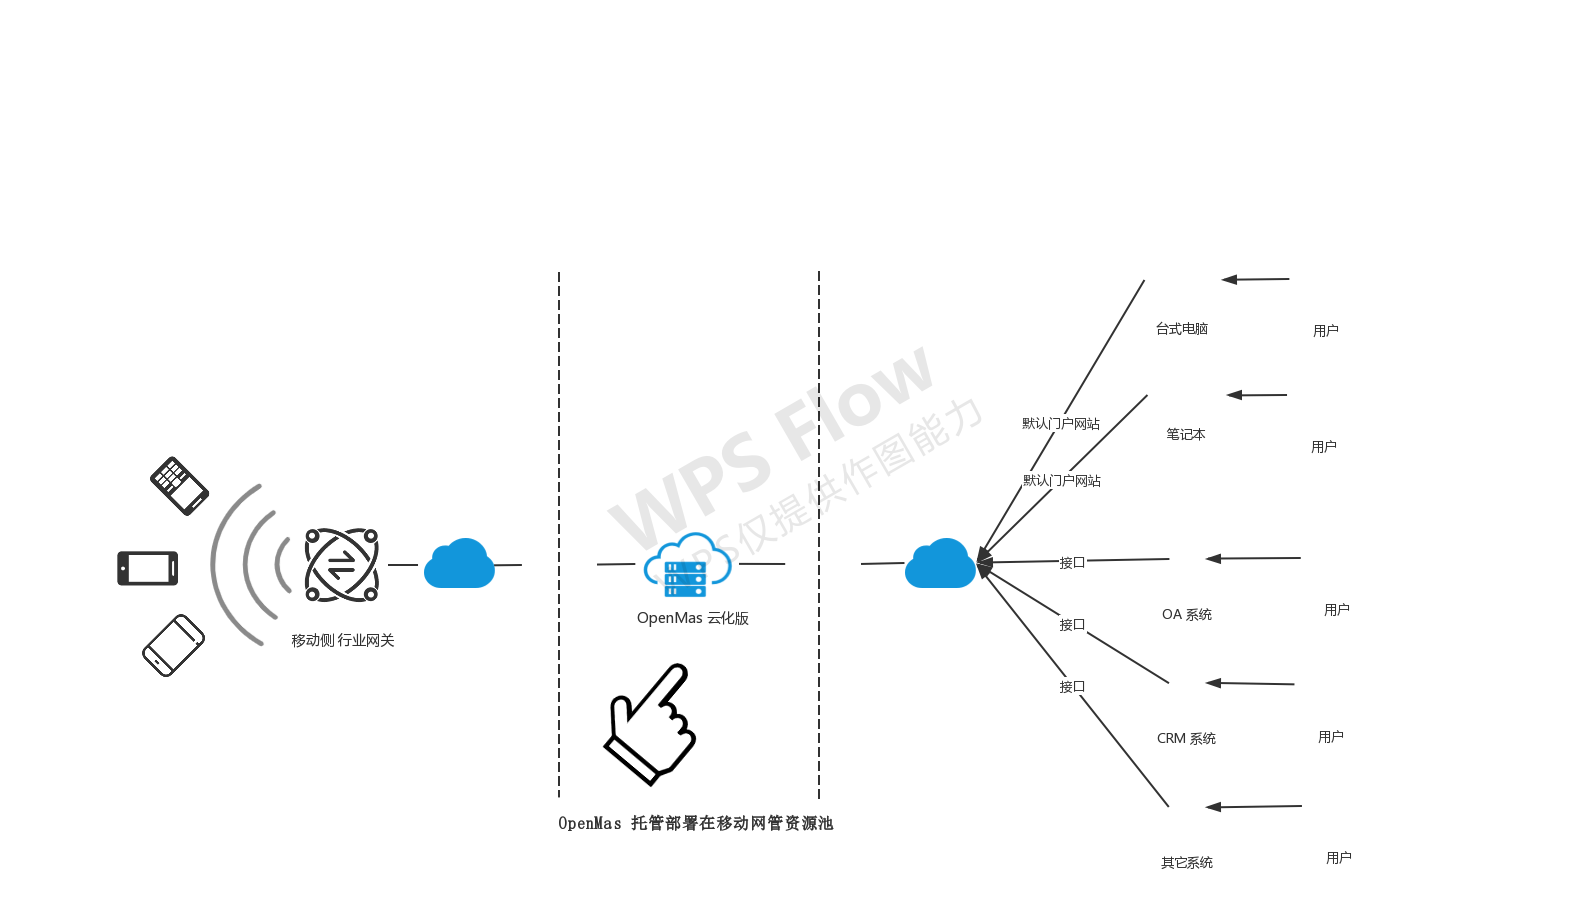 台式电脑
用户
WPS Flow
WPS仅提供作图能力
默认门户网站
笔记本
用户
默认门户网站
接口
OA 系统
用户
OpenMas 云化版
移动侧行业网关
接口
接口
CRM 系统
用户
OpenMas 托管部署在移动网管资源池
其它系统
用户